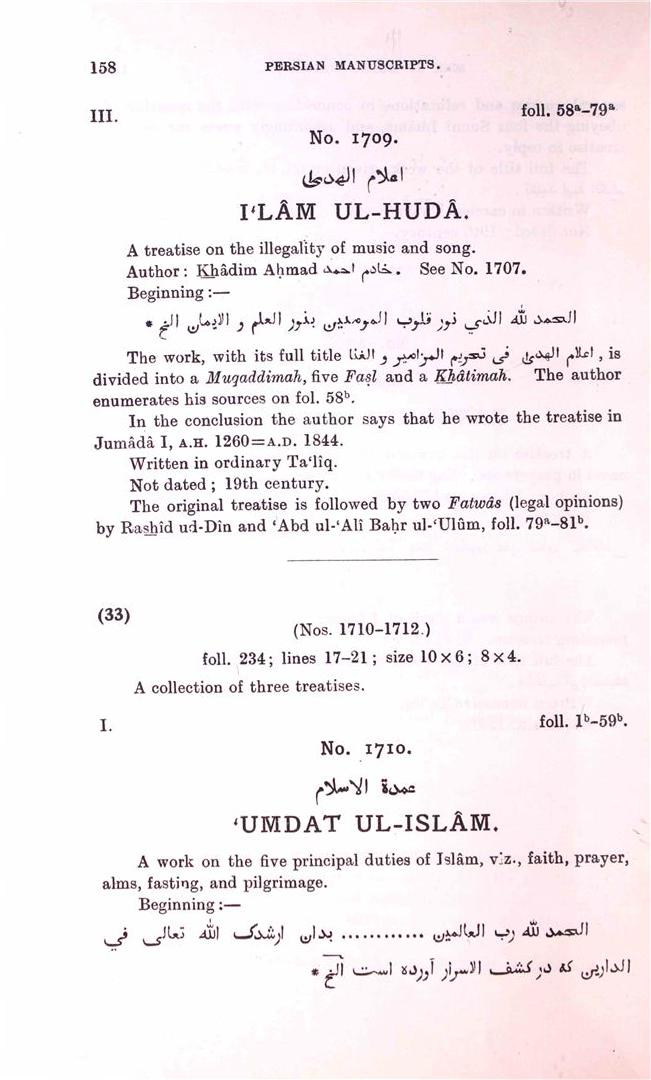 158
PERSIAN MANUSCRIPTS.
III.
foll. 58ª–79ª
No. 1709.
اعلام الهدى
I‘LÂM UL-HUDÂ.
A treatise on the illegality of music and song.
Author : Khâdim Aḥmad خادم احمد. See No. 1707.
Beginning :—
الحمد لله الذي نور قلوب المومنين بنور العلم و الايمان الخ *
The work, with its full title اعلام الهدى فى تحريم المزامير و الغنا, is
divided into a Muqaddimah, five Faṣl and a Khâtimah. The author
enumerates his sources on fol. 58ᵇ.
In the conclusion the author says that he wrote the treatise in
Jumâdâ I, A.H. 1260=A.D. 1844.
Written in ordinary Ta‘lîq.
Not dated ; 19th century.
The original treatise is followed by two Fatwâs (legal opinions)
by Rashîd ud-Dîn and ‘Abd ul-‘Alî Baḥr ul-‘Ulûm, foll. 79ª–81ᵇ.
(33)
(Nos. 1710–1712.)
foll. 234; lines 17–21 ; size 10 × 6 ; 8 × 4.
A collection of three treatises.
I.
foll. 1ᵇ–59ᵇ.
No. 1710.
عمدة الاسلام
‘UMDAT UL-ISLÂM.
A work on the five principal duties of Islâm, viz., faith, prayer,
alms, fasting, and pilgrimage.
Beginning :—
الحمد لله رب العالمين ............ بدان ارشدک الله تعالى في
الدارين که در کشف الاسرار آورده است الخ *